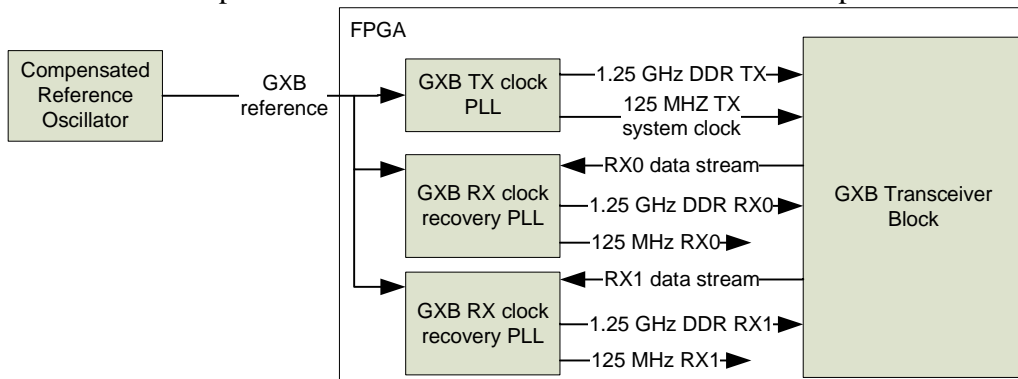 FPGA
Compensated
Reference
Oscillator
GXB
reference
GXB TX clock
PLL
1.25 GHz DDR TX
125 MHZ TX
system clock
GXB RX clock
recovery PLL
RX0 data stream
1.25 GHz DDR RX0
125 MHz RX0
GXB RX clock
recovery PLL
RX1 data stream
1.25 GHz DDR RX1
125 MHz RX1
GXB Transceiver
Block